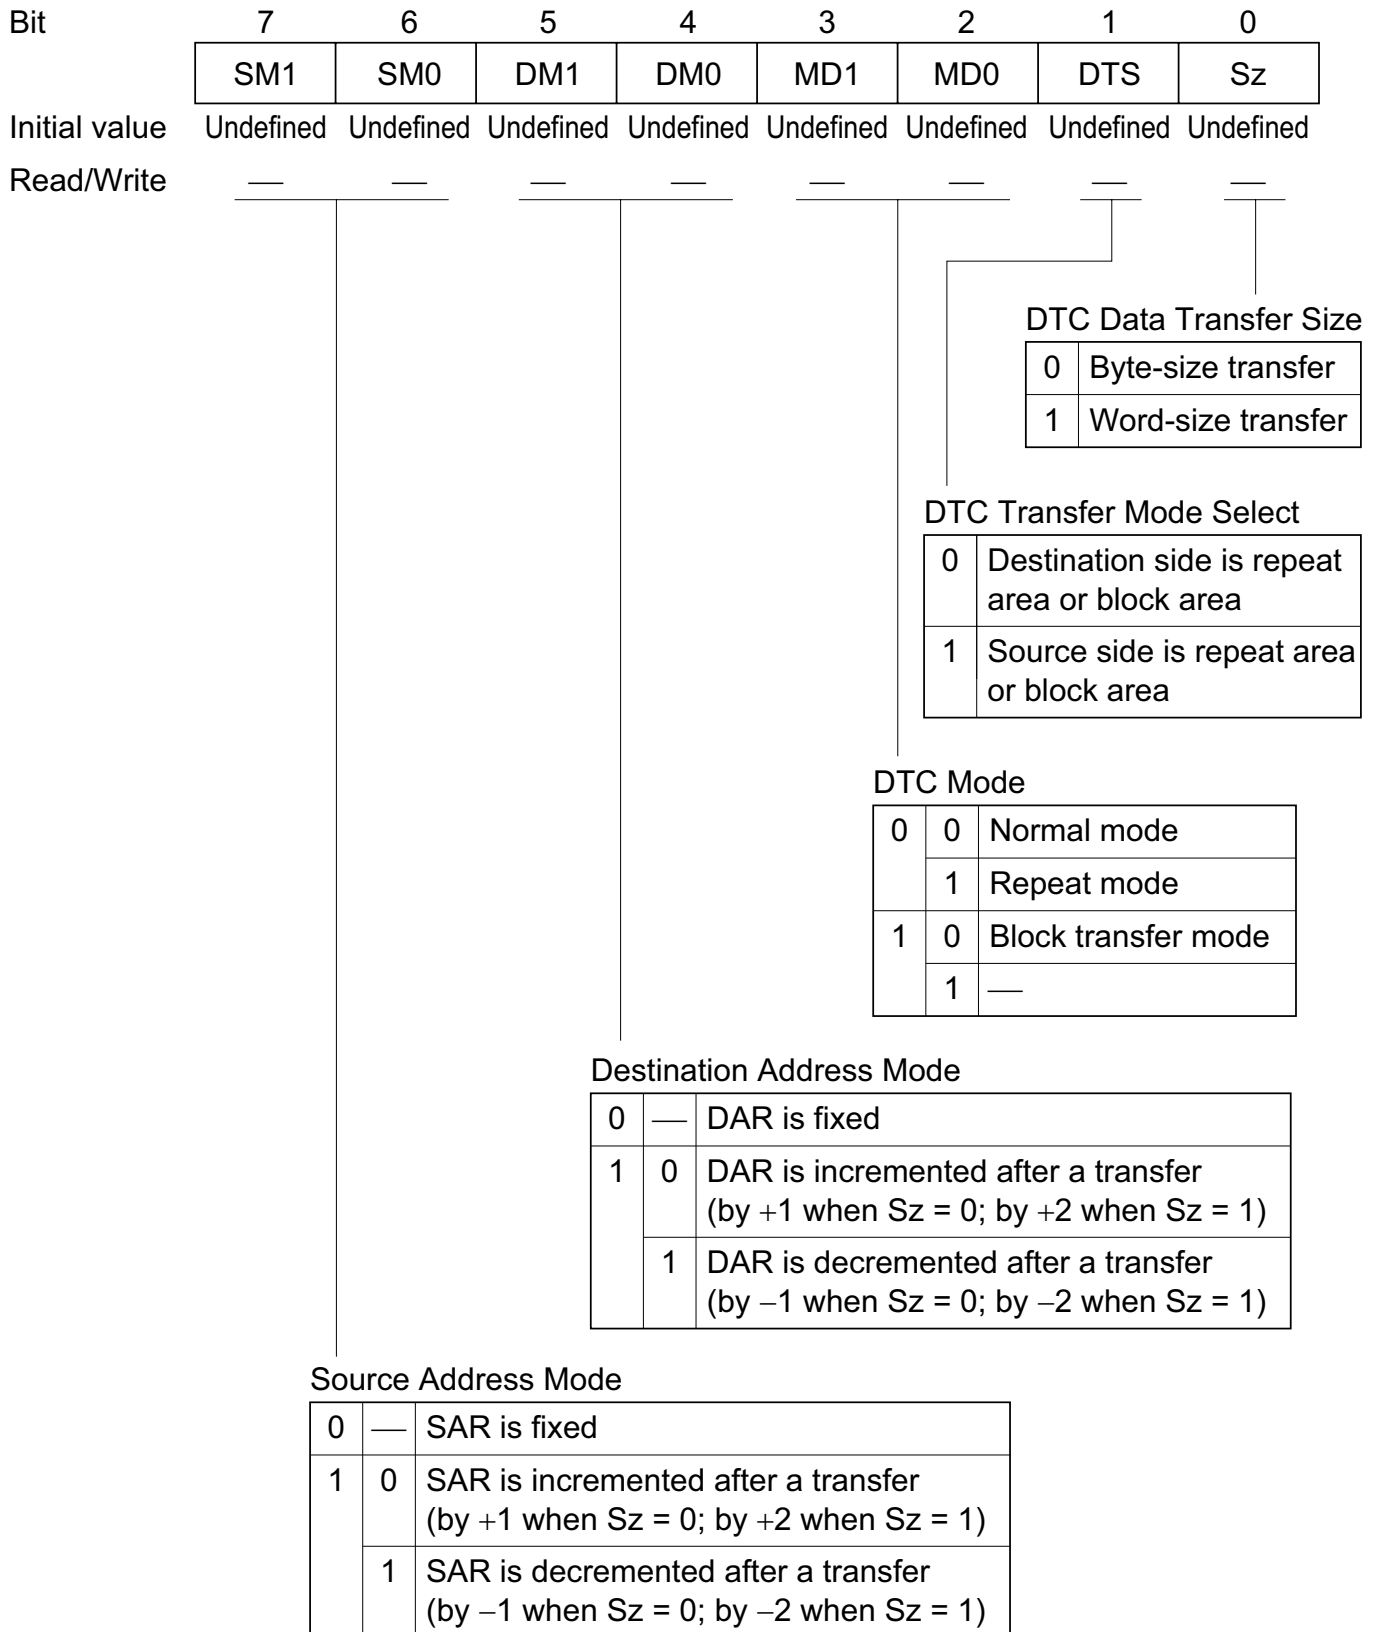 Bit 7 6 5 4 3 2 1 0
SM1 SM0 DM1 DM0 MD1 MD0 DTS Sz
Initial value Undefined Undefined Undefined Undefined Undefined Undefined Undefined Undefined
Read/Write — — — — — — — —
DTC Data Transfer Size
0 Byte-size transfer
1 Word-size transfer
DTC Transfer Mode Select
0 Destination side is repeat
area or block area
1 Source side is repeat area
or block area
DTC Mode
0 0 Normal mode
1 Repeat mode
1 0 Block transfer mode
1 —
Destination Address Mode
0 — DAR is fixed
1 0 DAR is incremented after a transfer
(by +1 when Sz = 0; by +2 when Sz = 1)
1 DAR is decremented after a transfer
(by −1 when Sz = 0; by −2 when Sz = 1)
Source Address Mode
0 — SAR is fixed
1 0 SAR is incremented after a transfer
(by +1 when Sz = 0; by +2 when Sz = 1)
1 SAR is decremented after a transfer
(by −1 when Sz = 0; by −2 when Sz = 1)